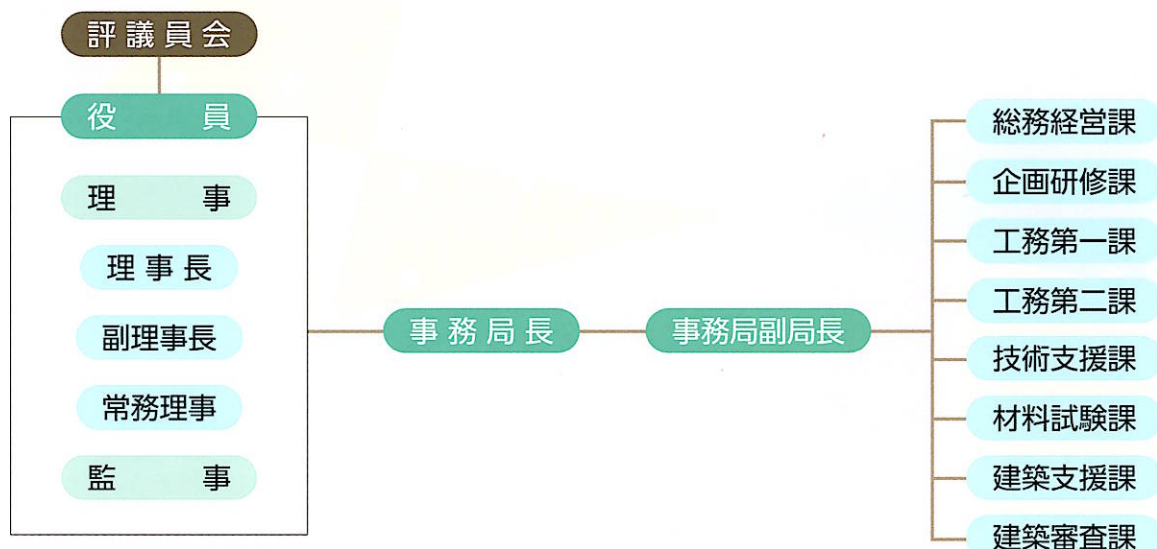 評議員会
役員
理事
理事長
副理事長
常務理事
監事
事務局長
事務局副局長
総務経営課
企画研修課
工務第一課
工務第二課
技術支援課
材料試験課
建築支援課
建築審査課